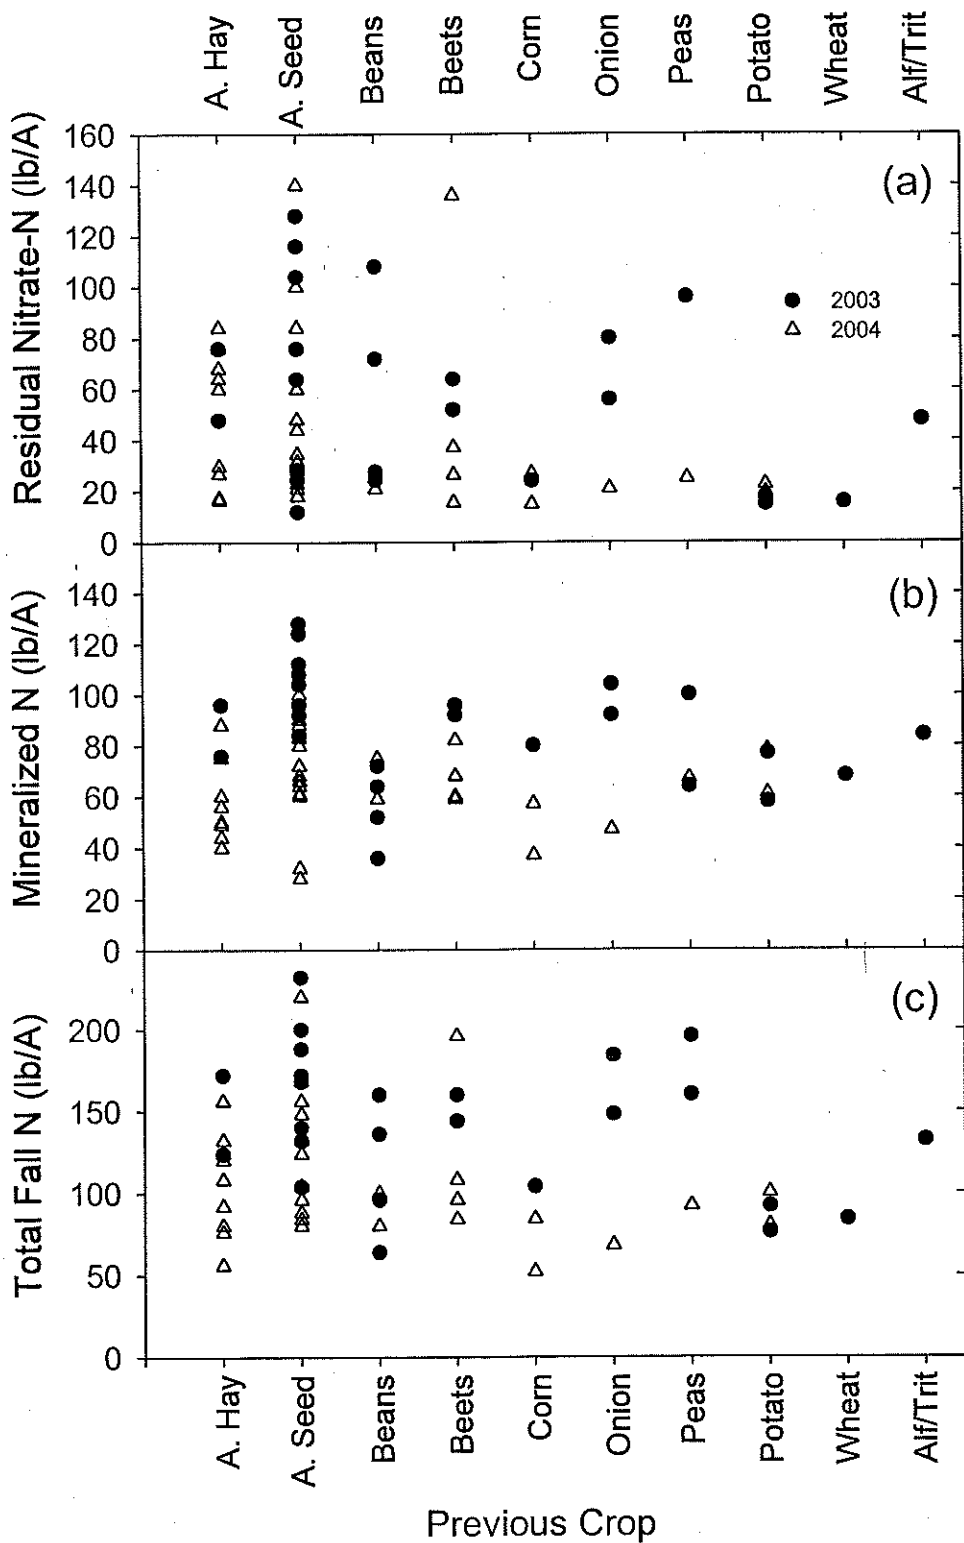 A. Hay
A. Seed
Beans
Beets
Corn
Onion
Peas
Potato
Wheat
Alf/Trit
Residual Nitrate-N (lb/A)
160
140
120
100
80
60
40
20
0
(a)
2003
2004
Mineralized N (lb/A)
140
120
100
80
60
40
20
0
(b)
Total Fall N (lb/A)
200
150
100
50
0
(c)
A. Hay
A. Seed
Beans
Beets
Corn
Onion
Peas
Potato
Wheat
Alf/Trit
Previous Crop